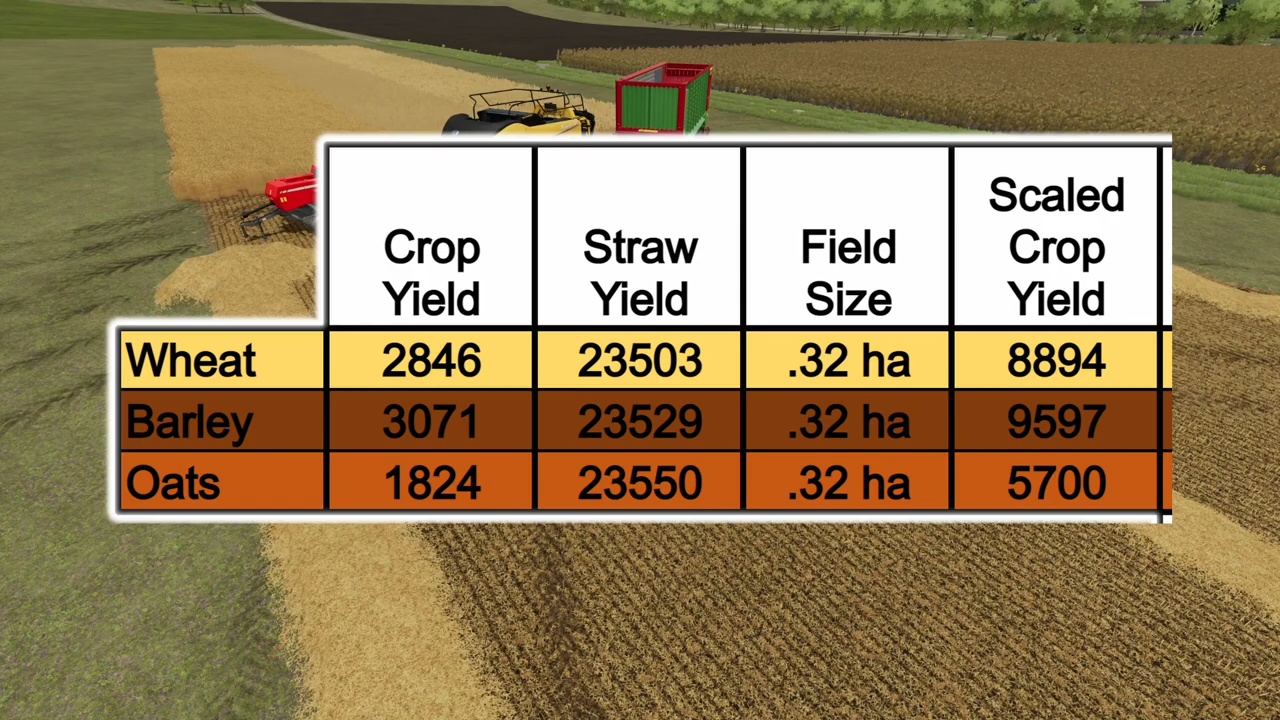 Crop Yield Straw Yield Field Size Scaled Crop Yield
Wheat 2846 23503 .32 ha 8894
Barley 3071 23529 .32 ha 9597
Oats 1824 23550 .32 ha 5700